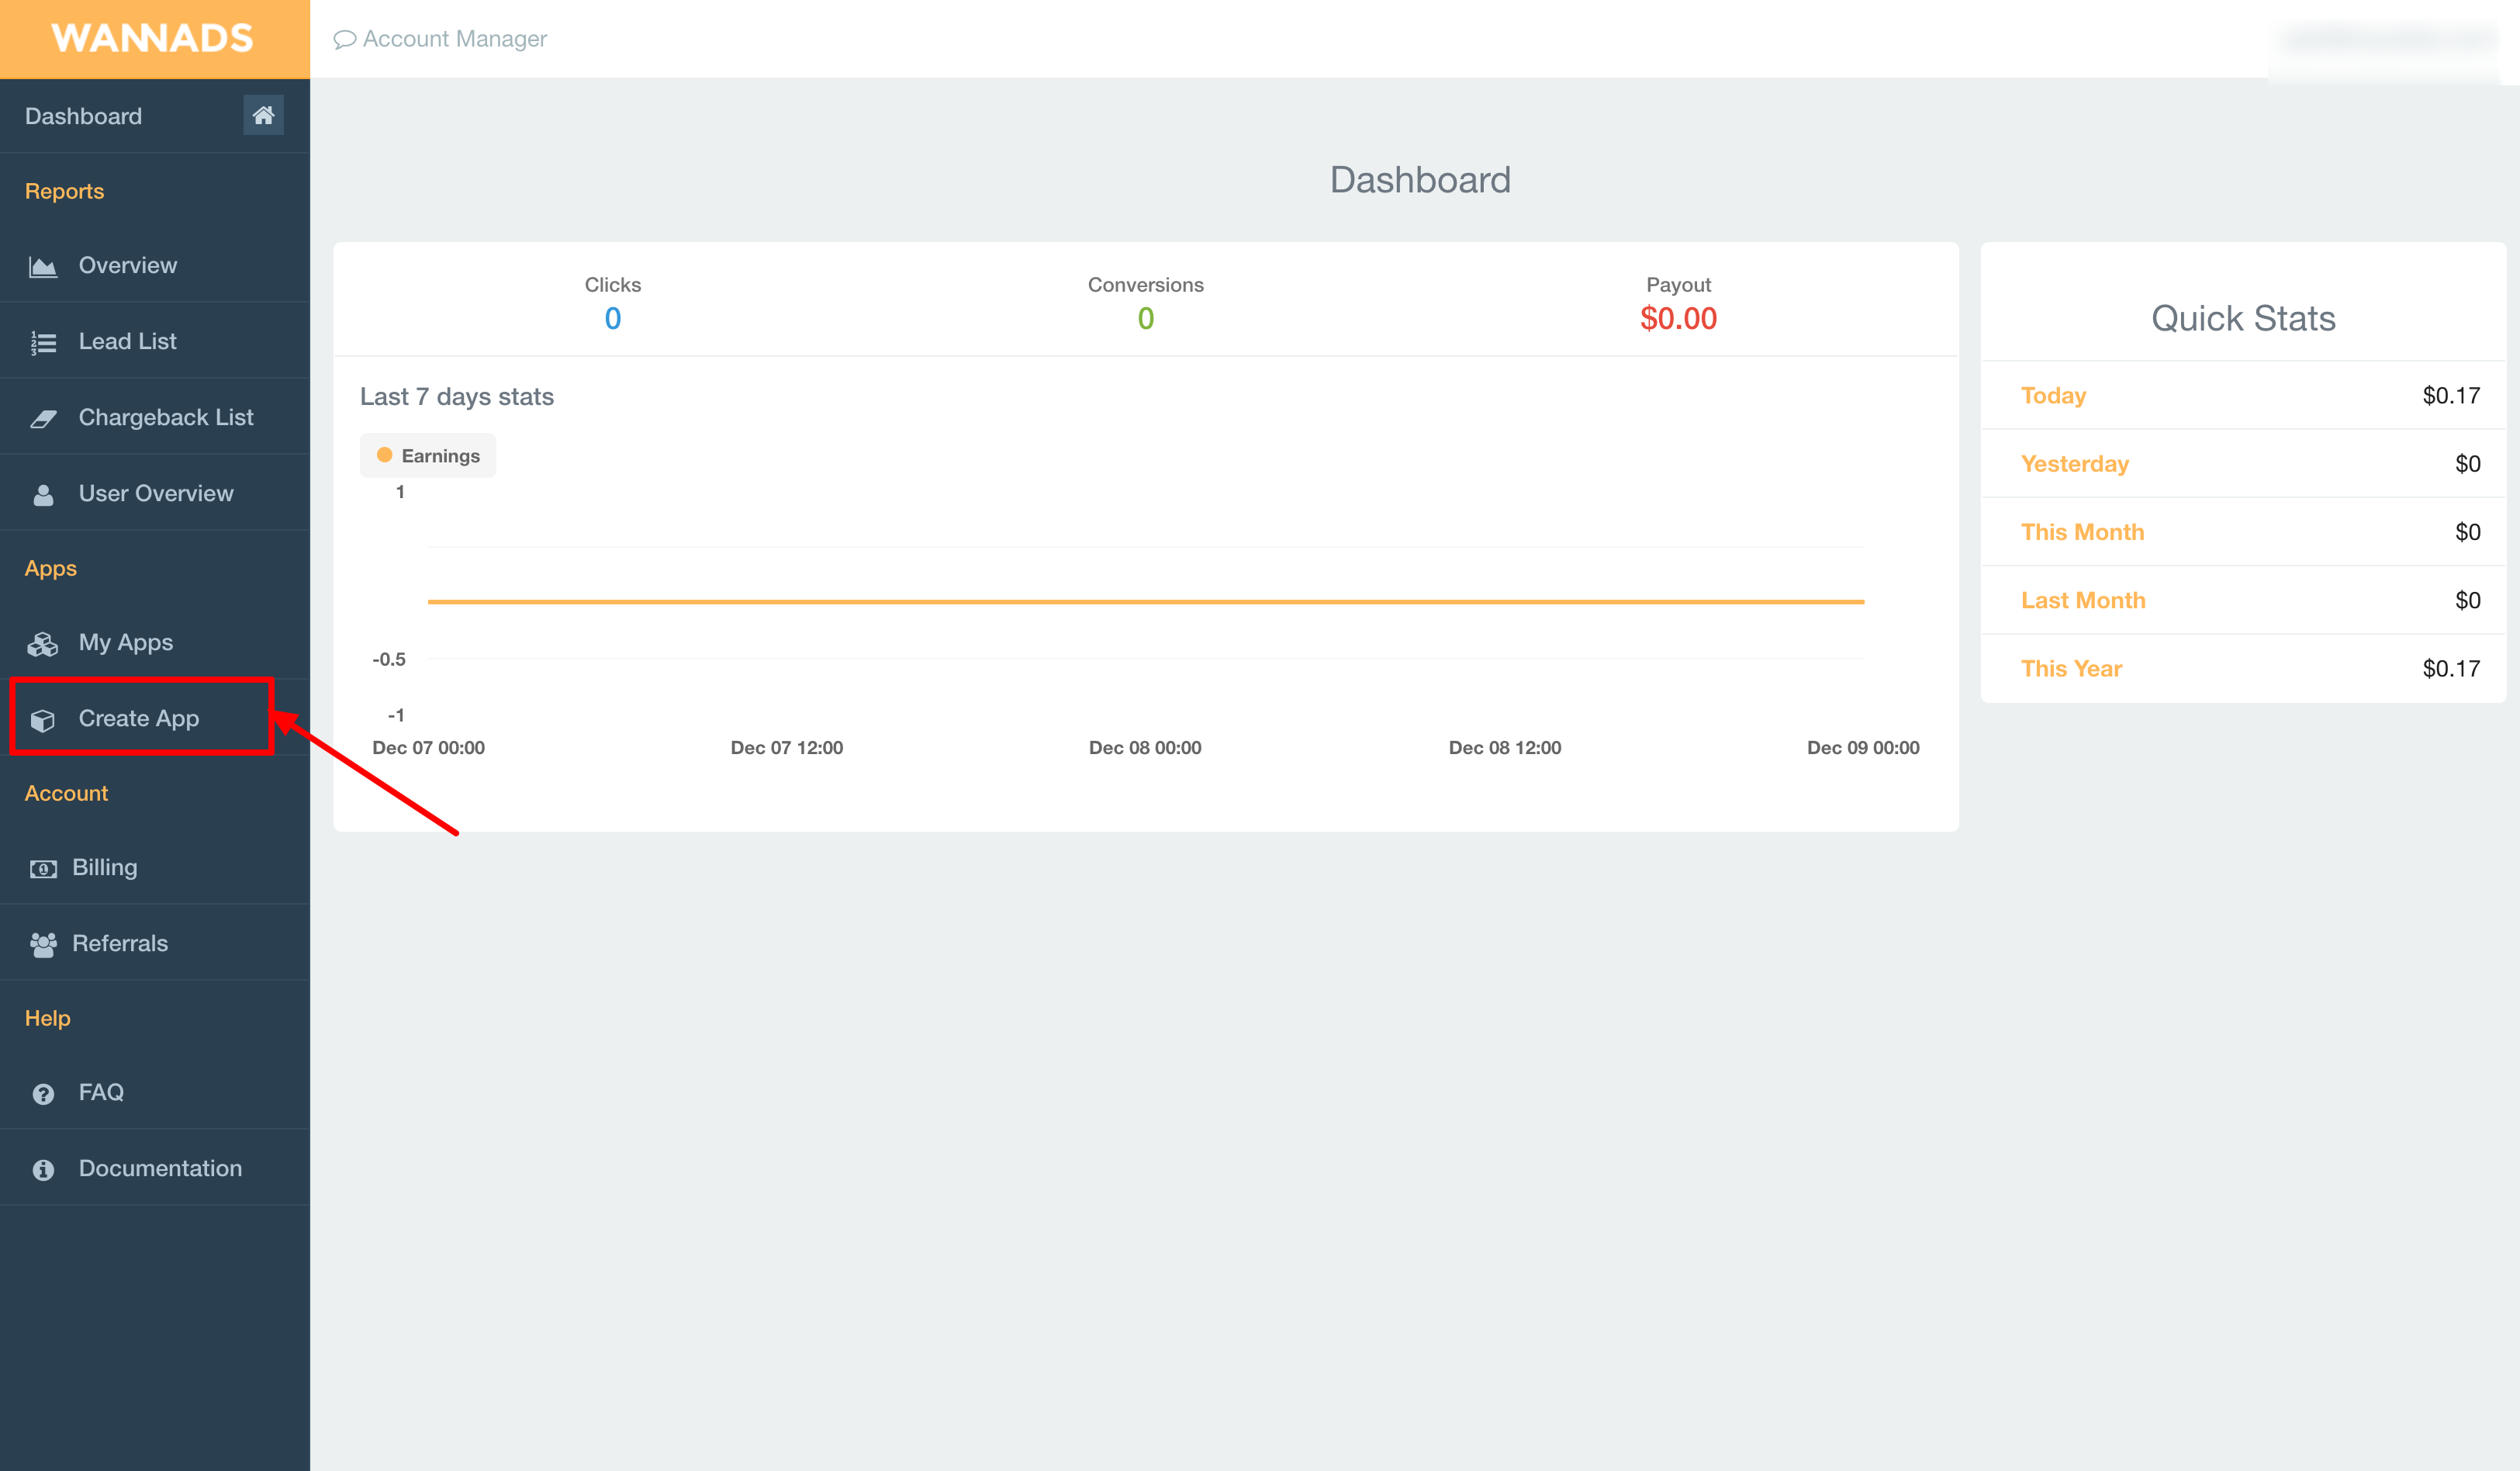 WANNADS
Account Manager
Dashboard
Reports
Overview
Lead List
Chargeback List
User Overview
Apps
My Apps
Create App
Account
Billing
Referrals
Help
FAQ
Documentation
Dashboard
Clicks
0
Conversions
0
Payout
$0.00
Last 7 days stats
Earnings
1
-0.5
-1
Dec 07 00:00 Dec 07 12:00 Dec 08 00:00 Dec 08 12:00 Dec 09 00:00
Quick Stats
Today $0.17
Yesterday $0
This Month $0
Last Month $0
This Year $0.17